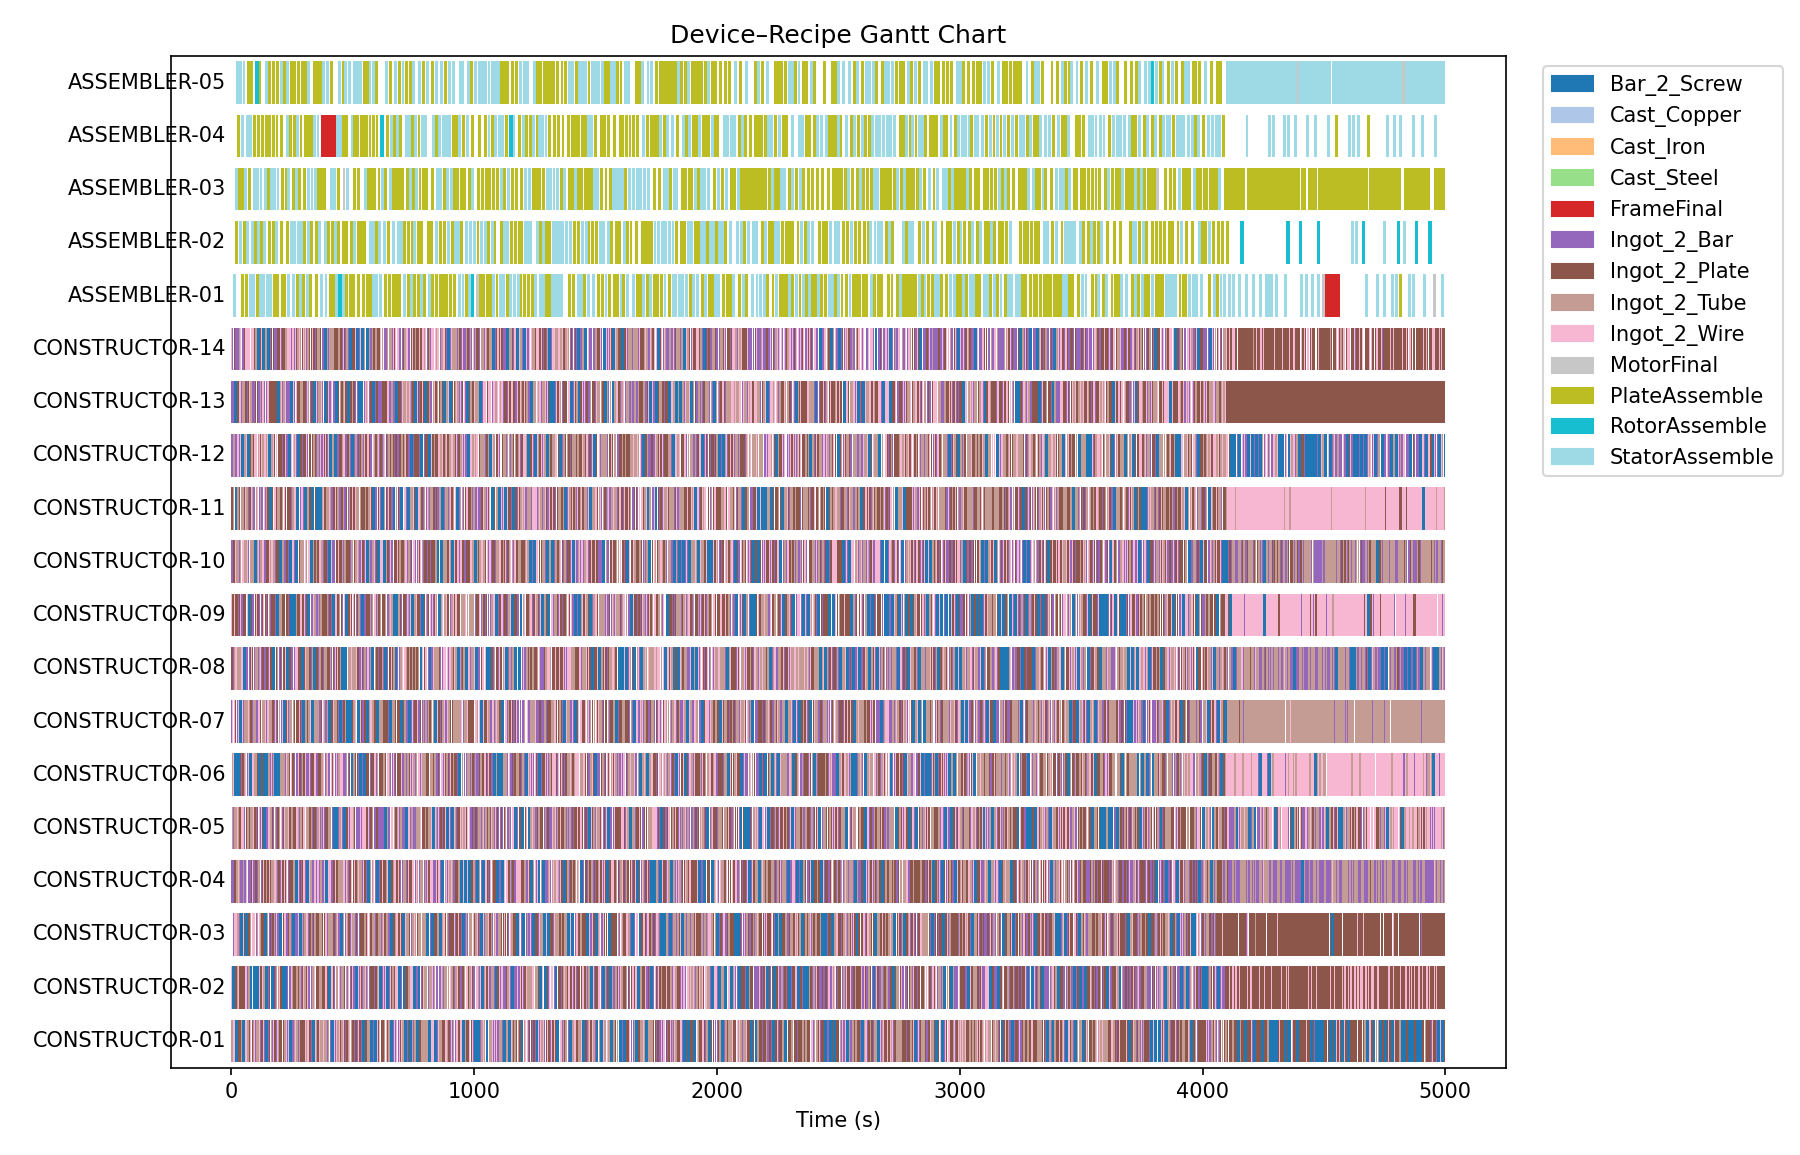 Device–Recipe Gantt Chart
ASSEMBLER-05
ASSEMBLER-04
ASSEMBLER-03
ASSEMBLER-02
ASSEMBLER-01
CONSTRUCTOR-14
CONSTRUCTOR-13
CONSTRUCTOR-12
CONSTRUCTOR-11
CONSTRUCTOR-10
CONSTRUCTOR-09
CONSTRUCTOR-08
CONSTRUCTOR-07
CONSTRUCTOR-06
CONSTRUCTOR-05
CONSTRUCTOR-04
CONSTRUCTOR-03
CONSTRUCTOR-02
CONSTRUCTOR-01
0 1000 2000 3000 4000 5000
Time (s)
Bar_2_Screw
Cast_Copper
Cast_Iron
Cast_Steel
FrameFinal
Ingot_2_Bar
Ingot_2_Plate
Ingot_2_Tube
Ingot_2_Wire
MotorFinal
PlateAssemble
RotorAssemble
StatorAssemble